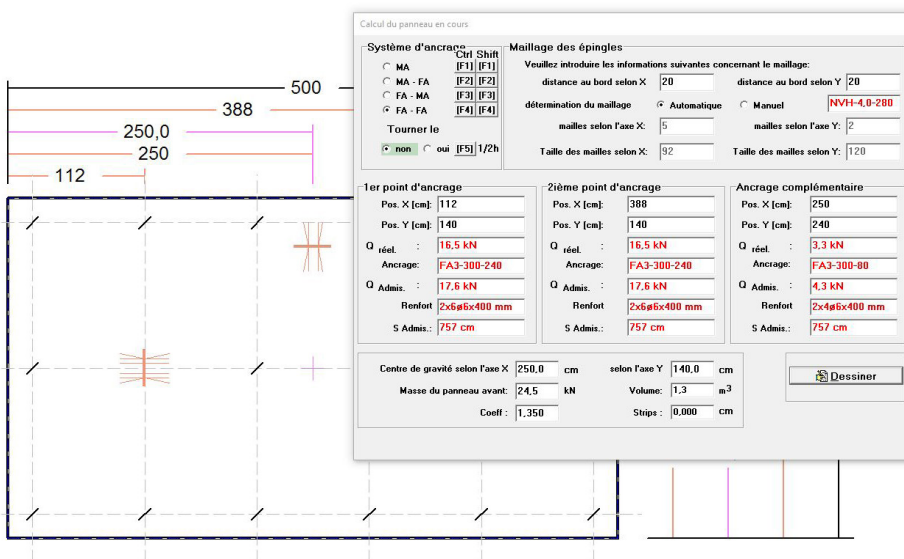 Calcul du panneau en cours
500
388
250,0
250
112
Système d'ancrage
Ctrl Shift
MA [F1] [F1]
MA - FA [F2] [F2]
FA - MA [F3] [F3]
FA - FA [F4] [F4]
Tourner le
non oui [F5] 1/2h
Maillage des épingles
Veuillez introduire les informations suivantes concernant le maillage:
distance au bord selon X 20 distance au bord selon Y 20
détermination du maillage Automatique Manuel NVH-4,0-280
mailles selon l'axe X: 5 mailles selon l'axe Y: 2
Taille des mailles selon X: 92 Taille des mailles selon Y: 120
1er point d'ancrage
Pos. X [cm]: 112
Pos. Y [cm]: 140
Q réel. : 16,5 kN
Ancrage: FA3-300-240
Q Admis. : 17,6 kN
Renfort 2x6ø6x400 mm
S Admis.: 757 cm
2ième point d'ancrage
Pos. X [cm]: 388
Pos. Y [cm]: 140
Q réel. : 16,5 kN
Ancrage: FA3-300-240
Q Admis. : 17,6 kN
Renfort 2x6ø6x400 mm
S Admis.: 757 cm
Ancrage complémentaire
Pos. X [cm]: 250
Pos. Y [cm]: 240
Q réel. : 3,3 kN
Ancrage: FA3-300-80
Q Admis. : 4,3 kN
Renfort 2x4ø6x400 mm
S Admis.: 757 cm
Centre de gravité selon l'axe X 250,0 cm selon l'axe Y 140,0 cm
Masse du panneau avant: 24,5 kN Volume: 1,3 m3
Coeff : 1,350 Strips : 0,000 cm
Dessiner